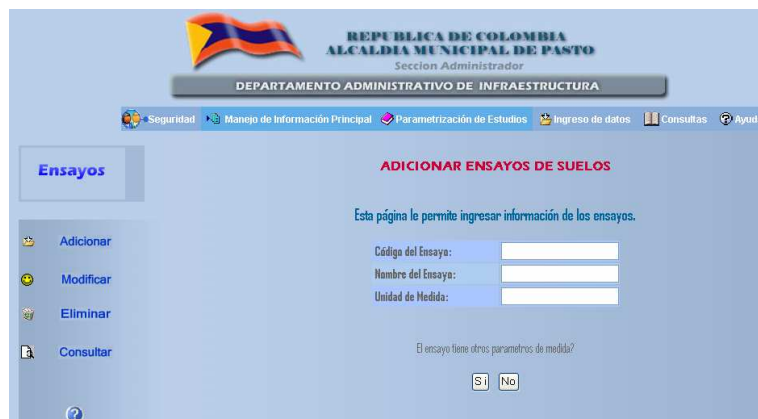 REPUBLICA DE COLOMBIA
ALCALDIA MUNICIPAL DE PASTO
Seccion Administrador
DEPARTAMENTO ADMINISTRATIVO DE INFRAESTRUCTURA
Seguridad Manejo de Información Principal Parametrización de Estudios Ingreso de datos Consultas Ayud
Ensayos
ADICIONAR ENSAYOS DE SUELOS
Esta página le permite ingresar información de los ensayos.
Adicionar
Modificar
Eliminar
Consultar
Código del Ensayo:
Nombre del Ensayo:
Unidad de Medida:
El ensayo tiene otros parametros de medida?
Si No